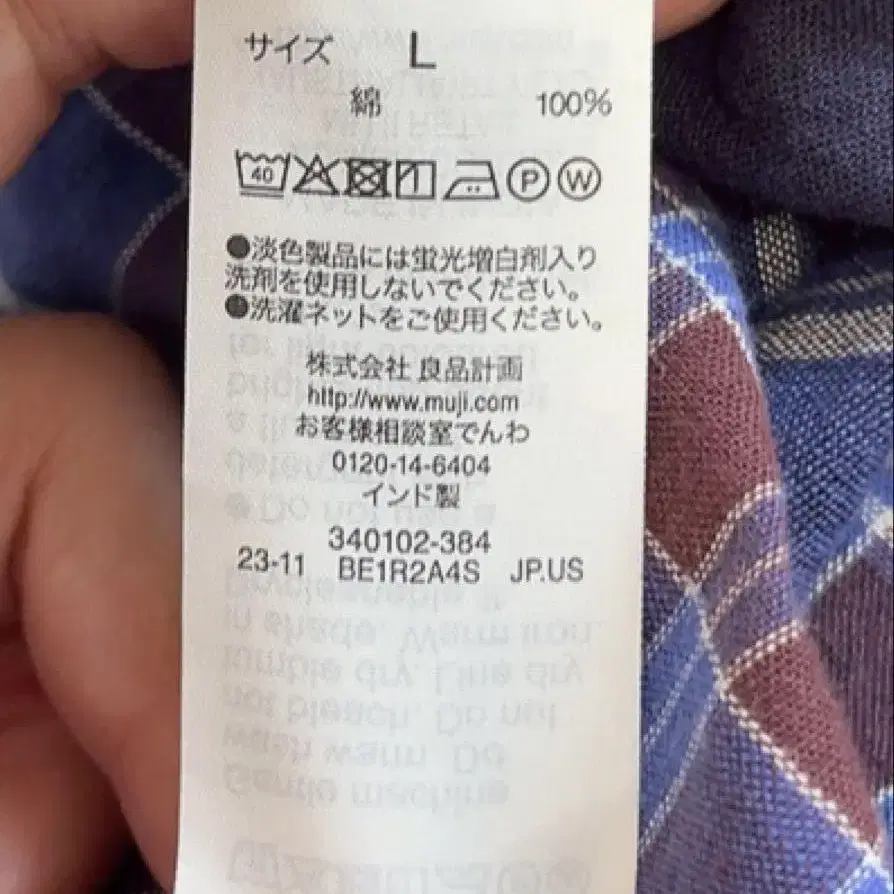 サイズ L
綿 100%
40 P W
●淡色製品には蛍光増白剤入り
洗剤を使用しないでください。
●洗濯ネットをご使用ください。
株式会社 良品計画
http://www.muji.com
お客様相談室でんわ
0120-14-6404
インド製
340102-384
23-11 BE1R2A4S JP.US